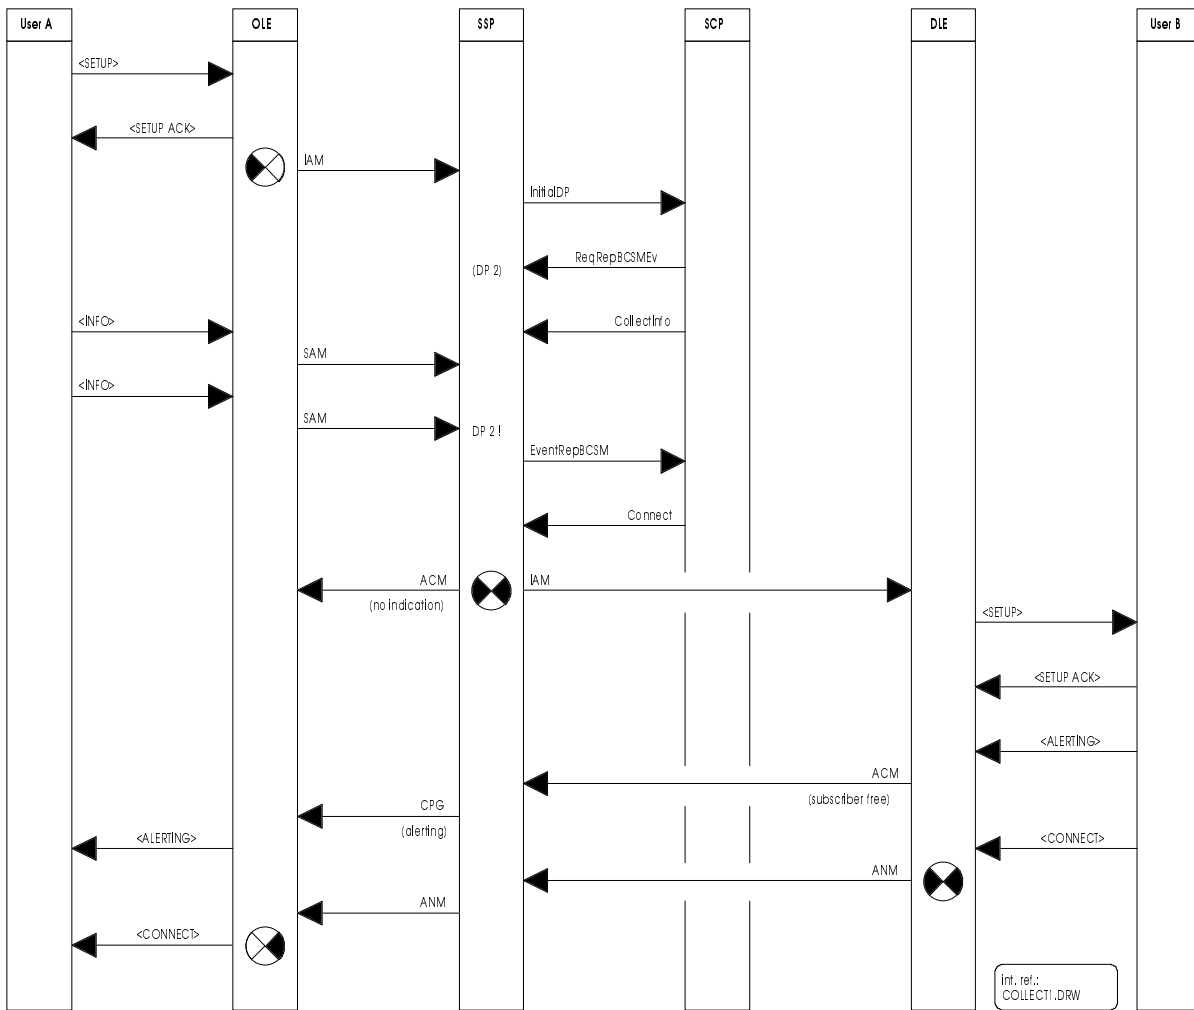 User A
OLE
SSP
SCP
DLE
User B
<SETUP>
<SETUP ACK>
IAM
InitialDP
ReqRepBCSMEv
(DP 2)
<INFO>
CollectInfo
SAM
<INFO>
SAM
DP 2 !
EventRepBCSM
Connect
ACM
IAM
(no indication)
<SETUP>
<SETUP ACK>
<ALERTING>
ACM
(subscriber free)
CPG
(alerting)
<ALERTING>
<CONNECT>
ANM
ANM
<CONNECT>
int. ref.:
COLLECT1.DRW